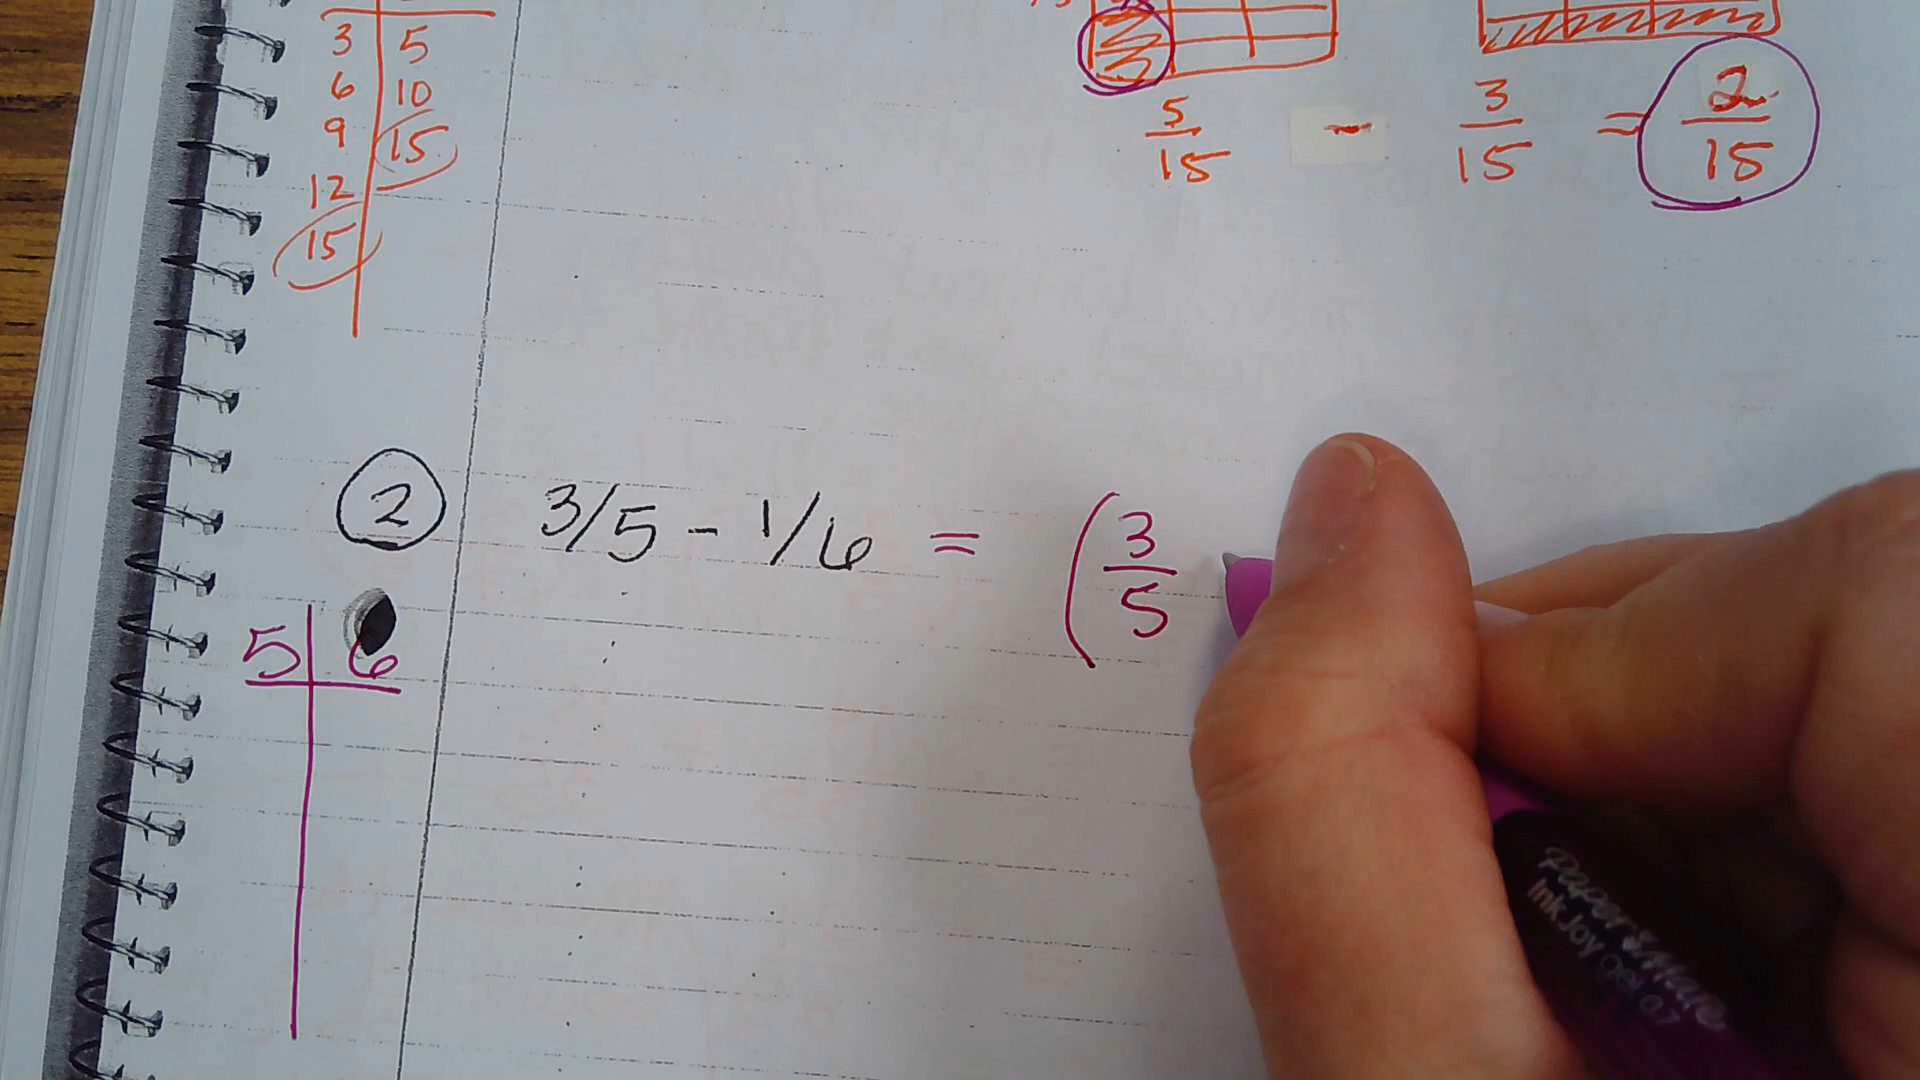 3 | 5
6 | 10
9 | 15
12
15
5/15 - 3/15 = 2/15
2 3/5 - 1/6 = ( 3/5
5 | 6
Paper Mate
InkJoy Gel 0.7